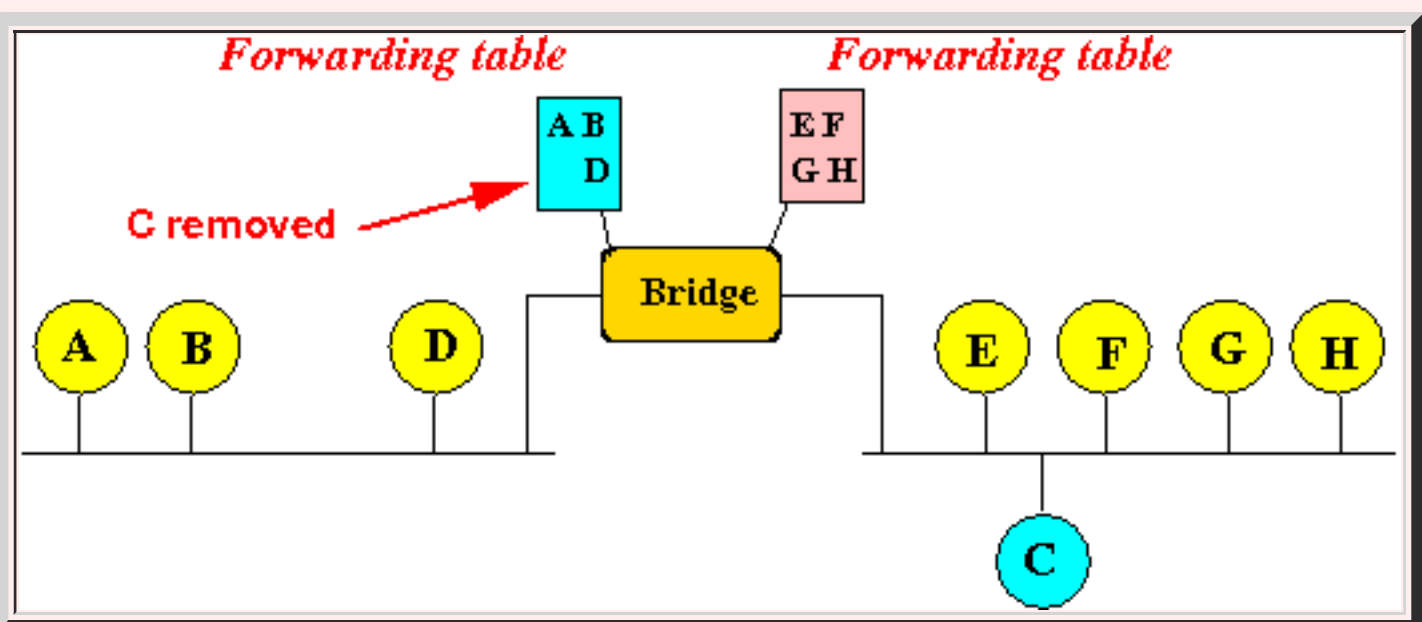 Forwarding table
Forwarding table
A B
D
E F
G H
C removed
Bridge
A
B
D
E
F
G
H
C